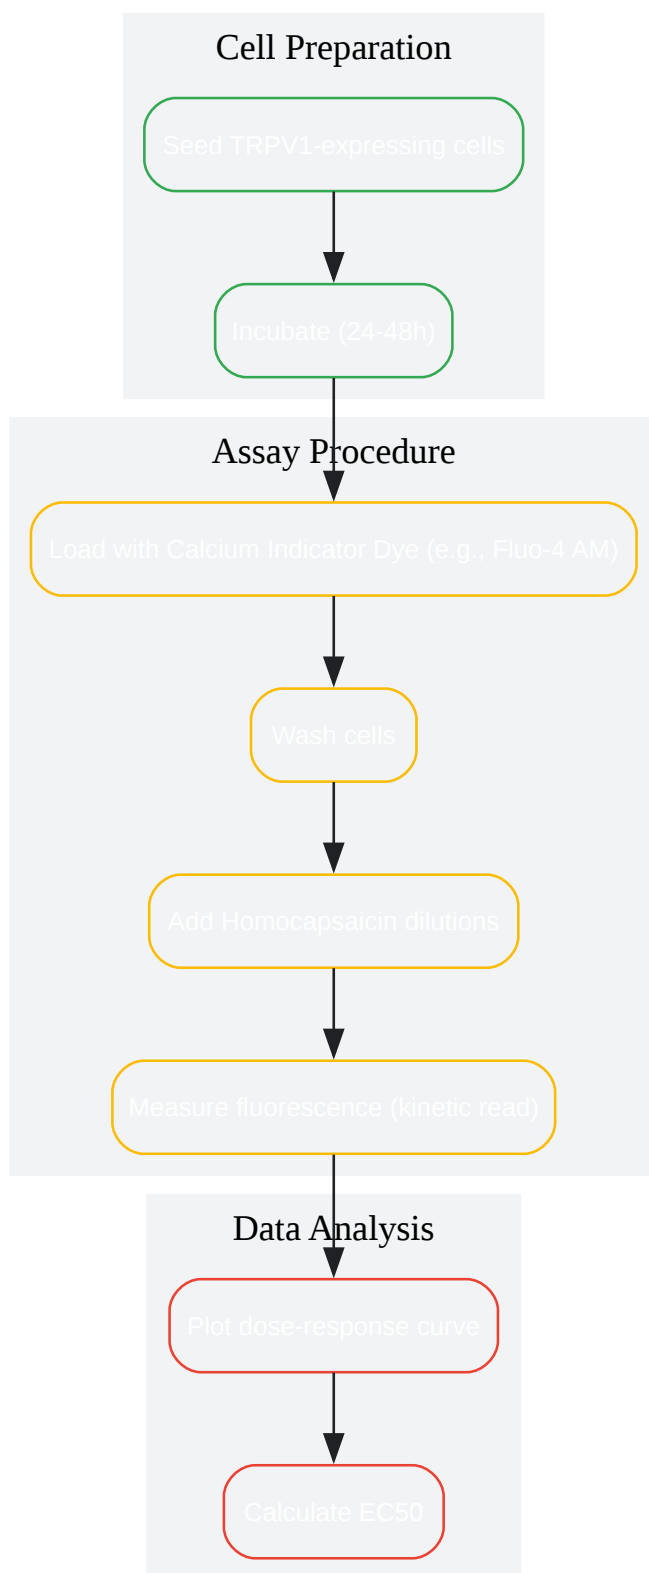 Cell Preparation
Seed TRPV1-expressing cells
Incubate (24-48h)
Assay Procedure
Load with Calcium Indicator Dye (e.g., Fluo-4 AM)
Wash cells
Add Homocapsaicin dilutions
Measure fluorescence (kinetic read)
Data Analysis
Plot dose-response curve
Calculate EC50